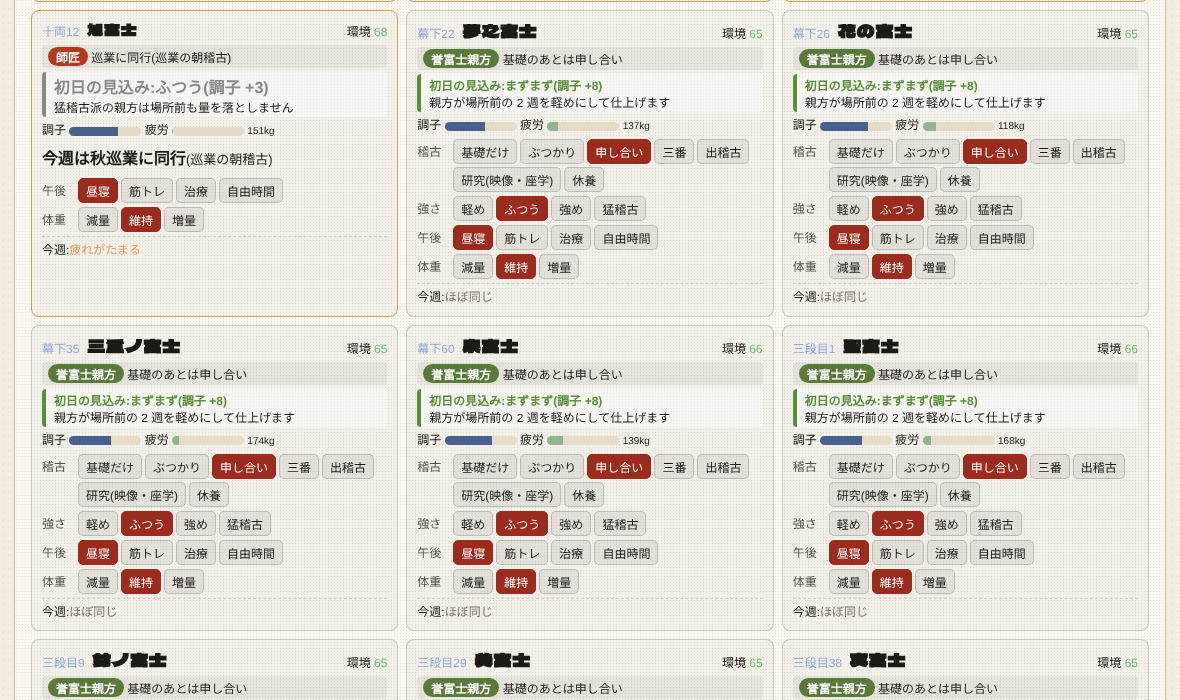 十両12 旭富士 環境 68
師匠 巡業に同行(巡業の朝稽古)
初日の見込み:ふつう(調子 +3)
猛稽古派の親方は場所前も量を落としません
調子 疲労 151kg
今週は秋巡業に同行(巡業の朝稽古)
午後 昼寝 筋トレ 治療 自由時間
体重 減量 維持 増量
今週:疲れがたまる
幕下22 夢之富士 環境 65
誉富士親方 基礎のあとは申し合い
初日の見込み:まずまず(調子 +8)
親方が場所前の 2 週を軽めにして仕上げます
調子 疲労 137kg
稽古 基礎だけ ぶつかり 申し合い 三番 出稽古
研究(映像・座学) 休養
強さ 軽め ふつう 強め 猛稽古
午後 昼寝 筋トレ 治療 自由時間
体重 減量 維持 増量
今週:ほぼ同じ
幕下26 花の富士 環境 65
誉富士親方 基礎のあとは申し合い
初日の見込み:まずまず(調子 +8)
親方が場所前の 2 週を軽めにして仕上げます
調子 疲労 118kg
稽古 基礎だけ ぶつかり 申し合い 三番 出稽古
研究(映像・座学) 休養
強さ 軽め ふつう 強め 猛稽古
午後 昼寝 筋トレ 治療 自由時間
体重 減量 維持 増量
今週:ほぼ同じ
幕下35 三重ノ富士 環境 65
誉富士親方 基礎のあとは申し合い
初日の見込み:まずまず(調子 +8)
親方が場所前の 2 週を軽めにして仕上げます
調子 疲労 174kg
稽古 基礎だけ ぶつかり 申し合い 三番 出稽古
研究(映像・座学) 休養
強さ 軽め ふつう 強め 猛稽古
午後 昼寝 筋トレ 治療 自由時間
体重 減量 維持 増量
今週:ほぼ同じ
幕下60 富士 環境 66
誉富士親方 基礎のあとは申し合い
初日の見込み:まずまず(調子 +8)
親方が場所前の 2 週を軽めにして仕上げます
調子 疲労 139kg
稽古 基礎だけ ぶつかり 申し合い 三番 出稽古
研究(映像・座学) 休養
強さ 軽め ふつう 強め 猛稽古
午後 昼寝 筋トレ 治療 自由時間
体重 減量 維持 増量
今週:ほぼ同じ
三段目1 聖富士 環境 66
誉富士親方 基礎のあとは申し合い
初日の見込み:まずまず(調子 +8)
親方が場所前の 2 週を軽めにして仕上げます
調子 疲労 168kg
稽古 基礎だけ ぶつかり 申し合い 三番 出稽古
研究(映像・座学) 休養
強さ 軽め ふつう 強め 猛稽古
午後 昼寝 筋トレ 治療 自由時間
体重 減量 維持 増量
今週:ほぼ同じ
三段目9 ノ富士 環境 65
誉富士親方 基礎のあとは申し合い
三段目29 富士 環境 65
誉富士親方 基礎のあとは申し合い
三段目38 富士 環境 65
誉富士親方 基礎のあとは申し合い